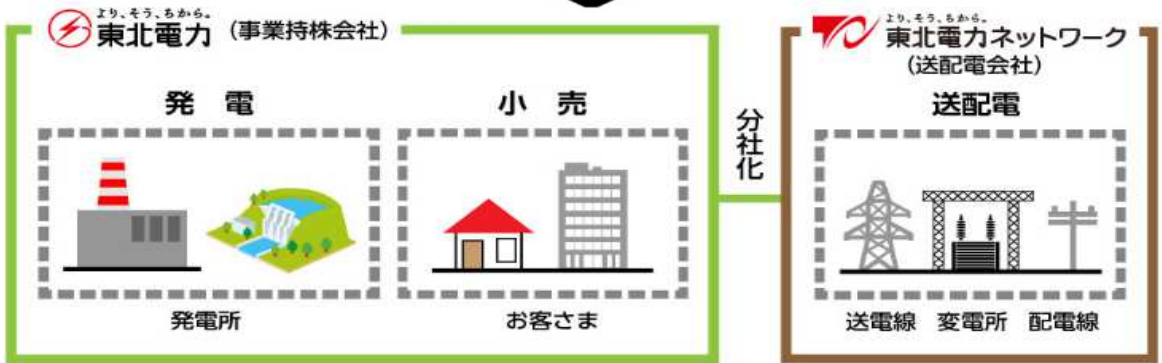 より、そう、ちから。
東北電力 (事業持株会社)
発 電
小 売
発電所
お客さま
分社化
より、そう、ちから。
東北電力ネットワーク
(送配電会社)
送配電
送電線 変電所 配電線